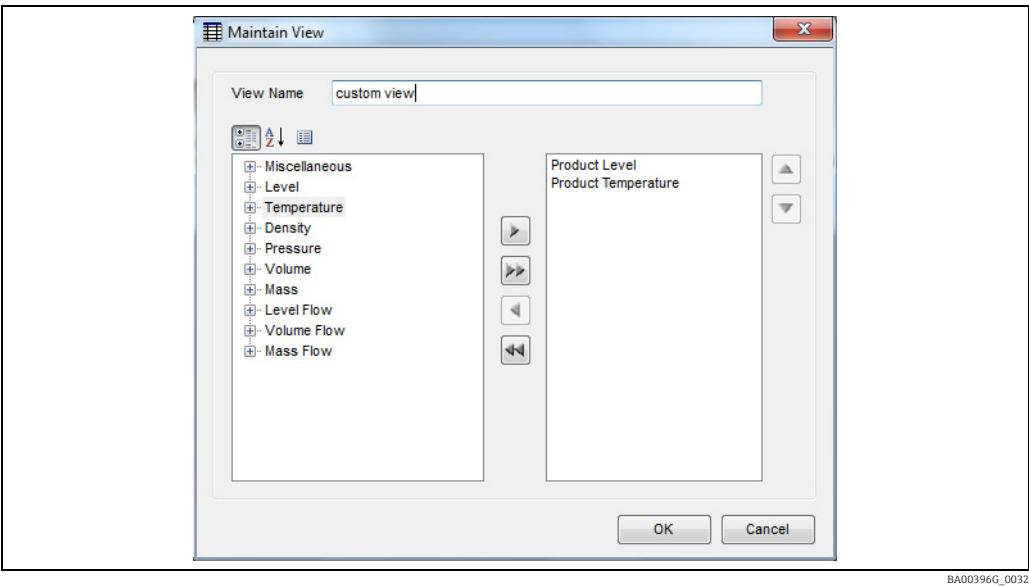 Maintain View
View Name
custom view
Miscellaneous
Level
Temperature
Density
Pressure
Volume
Mass
Level Flow
Volume Flow
Mass Flow
Product Level
Product Temperature
OK
Cancel
BA00396G_0032